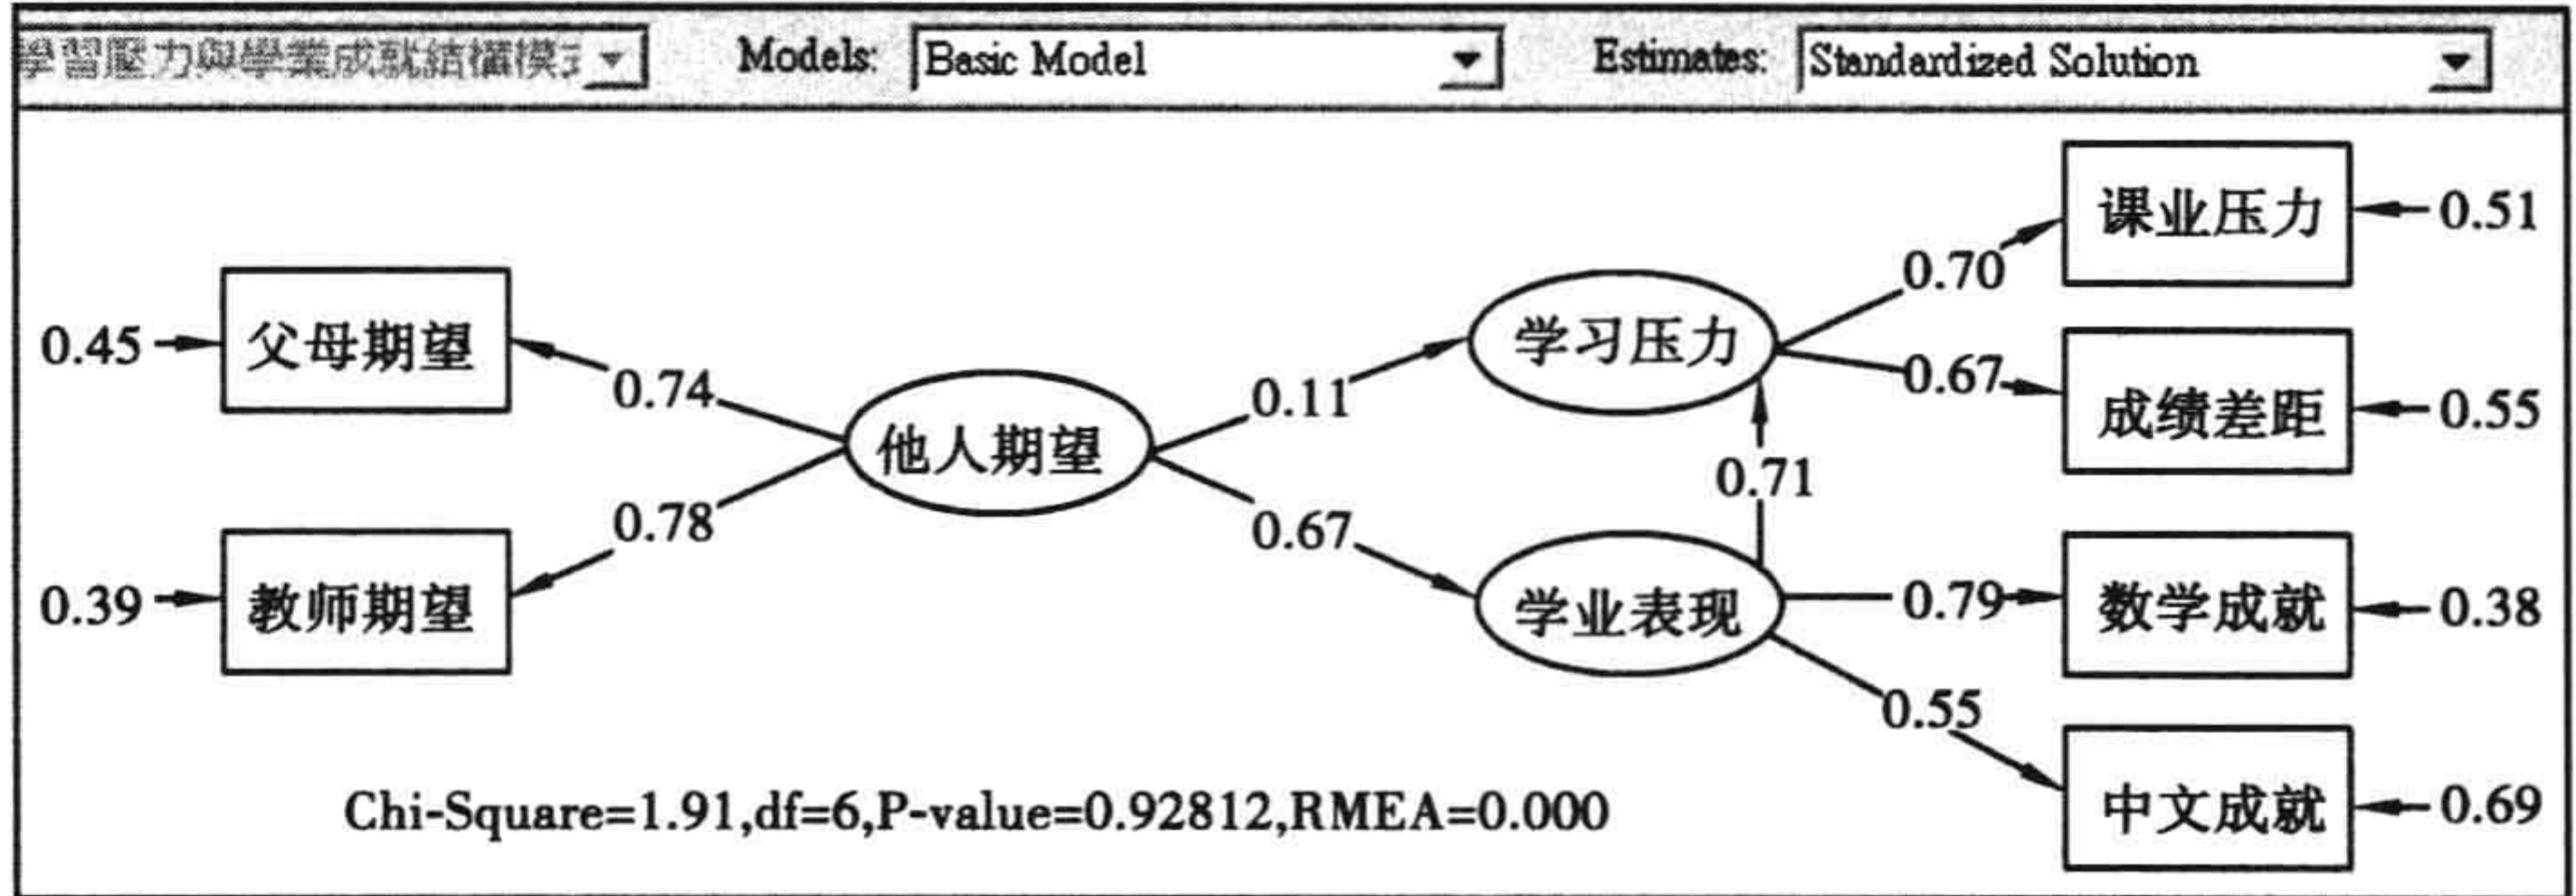 學習壓力與學業成就結構模式 Models: Basic Model Estimates: Standardized Solution
课业压力 0.51
0.70
0.45 父母期望 学习压力
0.74 0.11 0.67 成绩差距 0.55
他人期望
0.71
0.78 0.67
0.39 教师期望 学业表现 0.79 数学成就 0.38
0.55
Chi-Square=1.91,df=6,P-value=0.92812,RMEA=0.000
中文成就 0.69